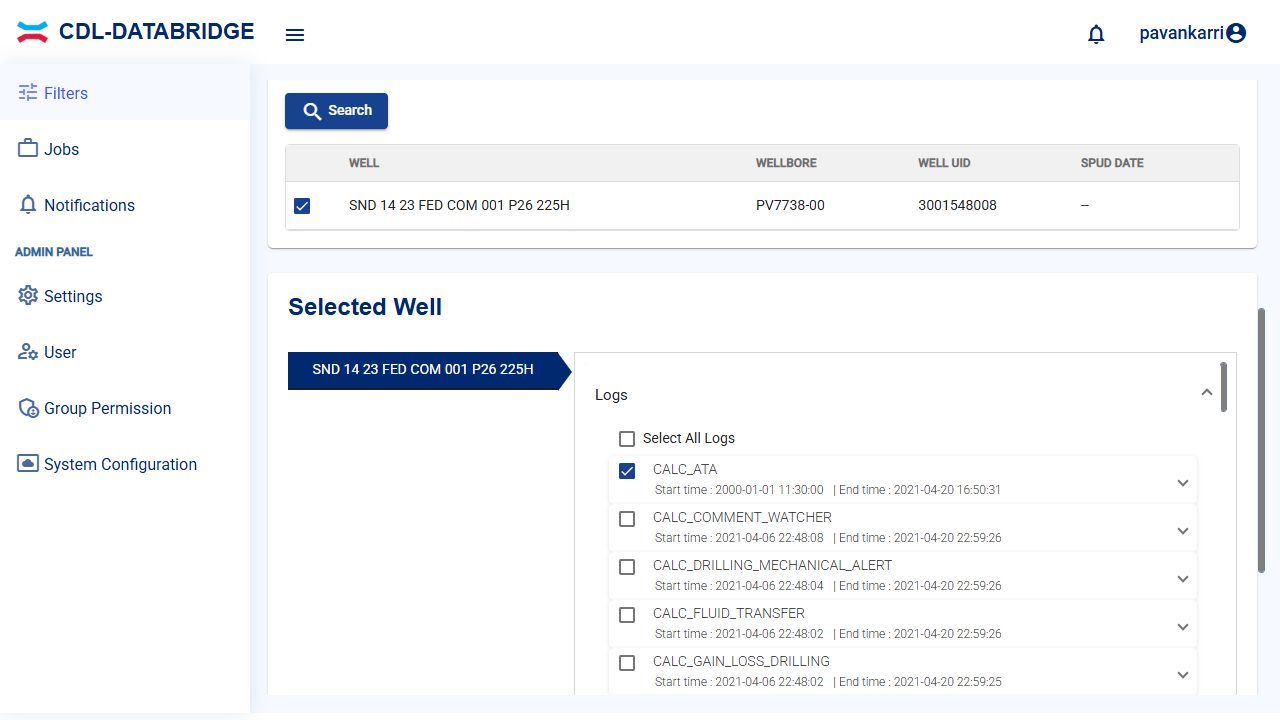 CDL-DATABRIDGE
pavankarri
Filters
Jobs
Notifications
ADMIN PANEL
Settings
User
Group Permission
System Configuration
Search
WELL WELLBORE WELL UID SPUD DATE
SND 14 23 FED COM 001 P26 225H PV7738-00 3001548008 --
Selected Well
SND 14 23 FED COM 001 P26 225H
Logs
Select All Logs
CALC_ATA
Start time : 2000-01-01 11:30:00 | End time : 2021-04-20 16:50:31
CALC_COMMENT_WATCHER
Start time : 2021-04-06 22:48:08 | End time : 2021-04-20 22:59:26
CALC_DRILLING_MECHANICAL_ALERT
Start time : 2021-04-06 22:48:04 | End time : 2021-04-20 22:59:26
CALC_FLUID_TRANSFER
Start time : 2021-04-06 22:48:02 | End time : 2021-04-20 22:59:26
CALC_GAIN_LOSS_DRILLING
Start time : 2021-04-06 22:48:02 | End time : 2021-04-20 22:59:25